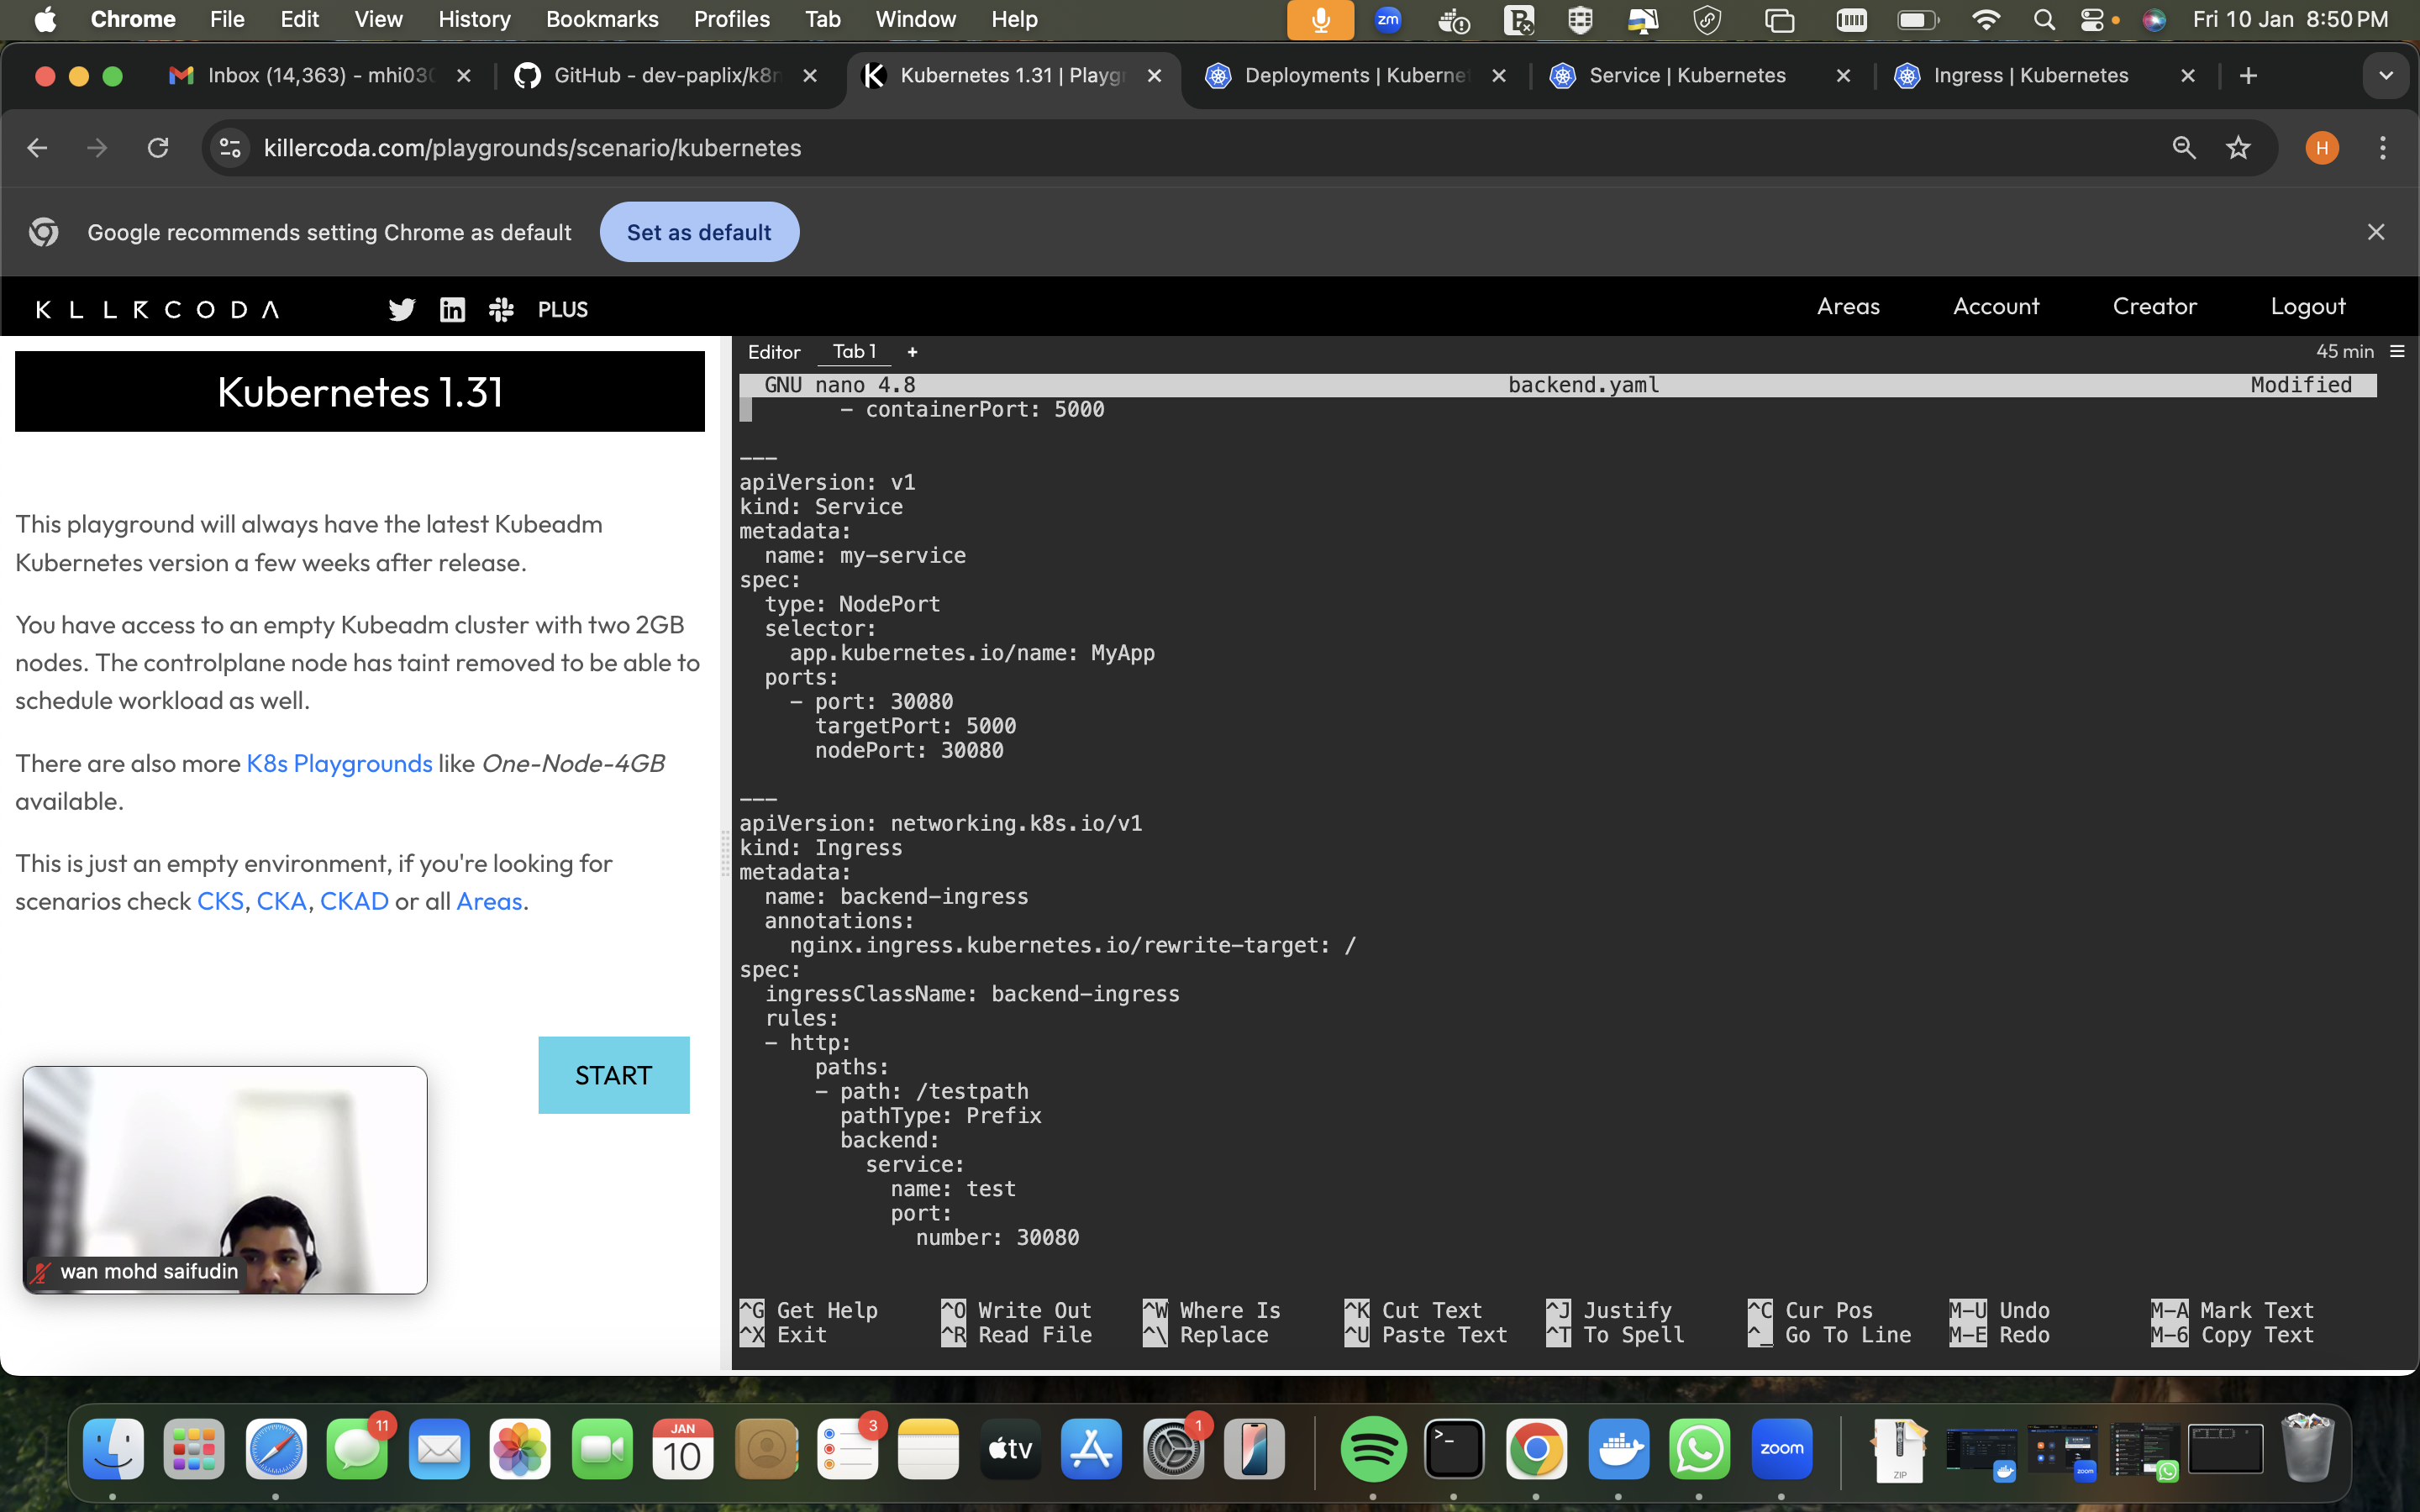 Chrome File Edit View History Bookmarks Profiles Tab Window Help zm Fri 10 Jan 8:50 PM
Inbox (14,363) - mhi030 GitHub - dev-paplix/k8r Kubernetes 1.31 | Playgr Deployments | Kubernet Service | Kubernetes Ingress | Kubernetes
killercoda.com/playgrounds/scenario/kubernetes H
Google recommends setting Chrome as default Set as default
KLLRCODA PLUS Areas Account Creator Logout
Kubernetes 1.31
This playground will always have the latest Kubeadm
Kubernetes version a few weeks after release.
You have access to an empty Kubeadm cluster with two 2GB
nodes. The controlplane node has taint removed to be able to
schedule workload as well.
There are also more K8s Playgrounds like One-Node-4GB
available.
This is just an empty environment, if you're looking for
scenarios check CKS, CKA, CKAD or all Areas.
START
wan mohd saifudin
Editor Tab 1 + 45 min
GNU nano 4.8 backend.yaml Modified
        - containerPort: 5000
---
apiVersion: v1
kind: Service
metadata:
  name: my-service
spec:
  type: NodePort
  selector:
    app.kubernetes.io/name: MyApp
  ports:
    - port: 30080
      targetPort: 5000
      nodePort: 30080
---
apiVersion: networking.k8s.io/v1
kind: Ingress
metadata:
  name: backend-ingress
  annotations:
    nginx.ingress.kubernetes.io/rewrite-target: /
spec:
  ingressClassName: backend-ingress
  rules:
  - http:
      paths:
      - path: /testpath
        pathType: Prefix
        backend:
          service:
            name: test
            port:
              number: 30080
^G Get Help ^O Write Out ^W Where Is ^K Cut Text ^J Justify ^C Cur Pos M-U Undo M-A Mark Text
^X Exit ^R Read File ^\ Replace ^U Paste Text ^T To Spell ^_ Go To Line M-E Redo M-6 Copy Text
11 JAN 10 3 tv 1 >_ zoom ZIP zoom